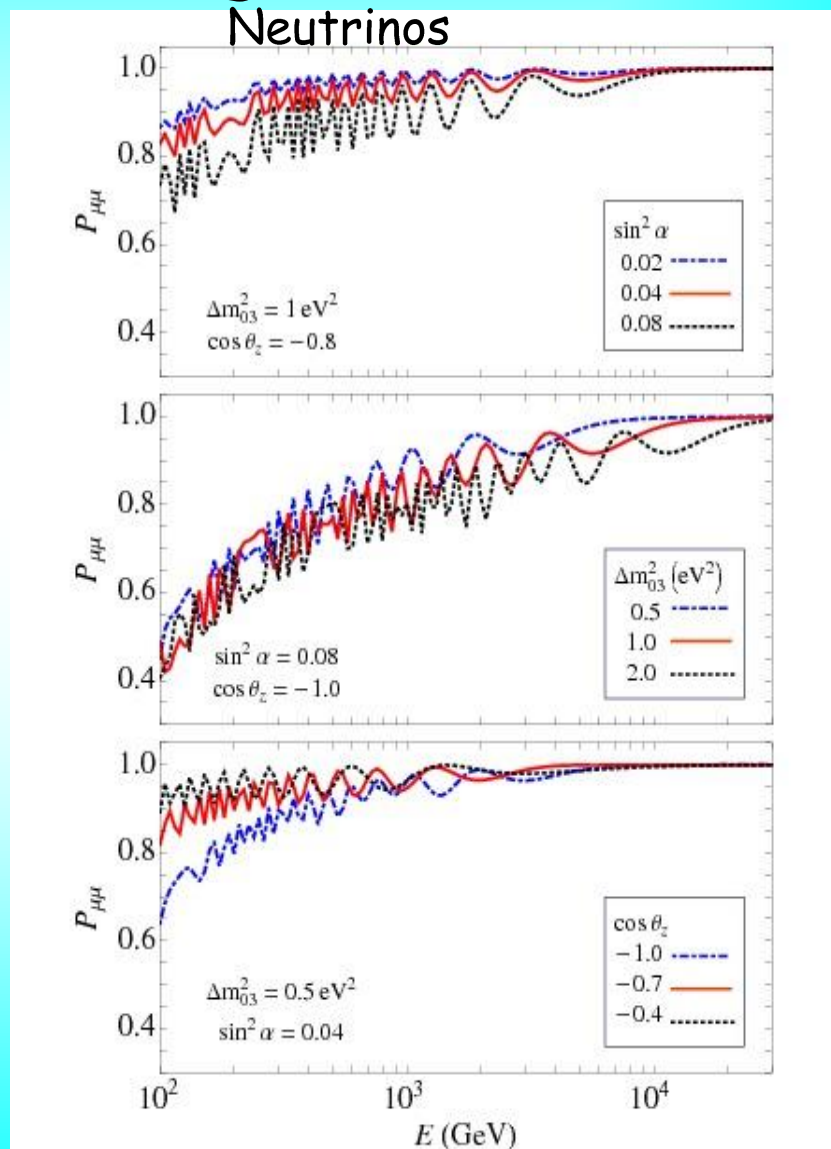 Neutrinos
1.0
0.8
0.6
0.4
P_μμ
Δm²₀₃ = 1 eV²
cos θ_z = −0.8
sin² α
0.02
0.04
0.08
1.0
0.8
0.6
0.4
P_μμ
sin² α = 0.08
cos θ_z = −1.0
Δm²₀₃ (eV²)
0.5
1.0
2.0
1.0
0.8
0.6
0.4
P_μμ
Δm²₀₃ = 0.5 eV²
sin² α = 0.04
cos θ_z
−1.0
−0.7
−0.4
10² 10³ 10⁴
E (GeV)